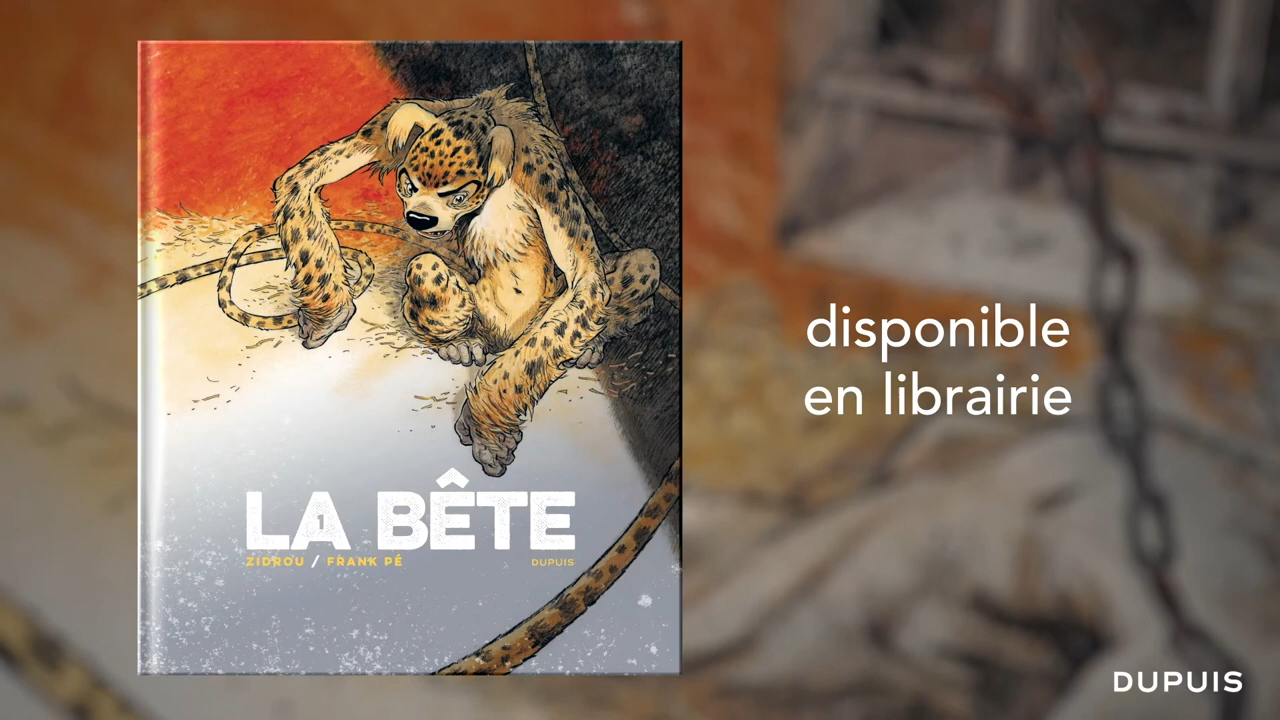 LA BÊTE
1
ZIDROU / FRANK PÉ
DUPUIS
disponible
en librairie
DUPUIS